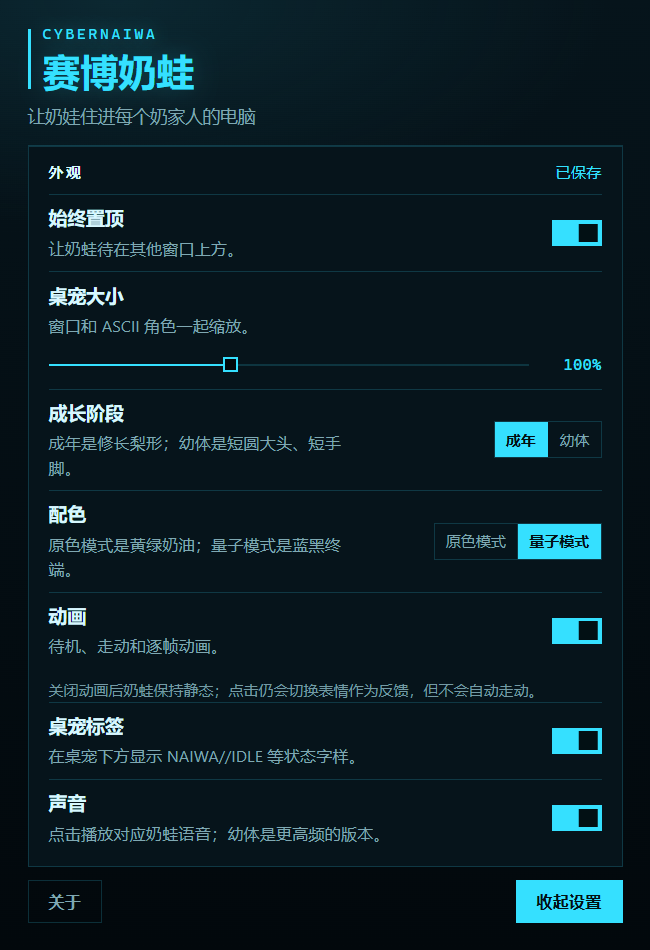 CYBERNAIWA
赛博奶蛙
让奶娃住进每个奶家人的电脑
外观
已保存
始终置顶
让奶蛙待在其他窗口上方。
桌宠大小
窗口和 ASCII 角色一起缩放。
100%
成长阶段
成年是修长梨形；幼体是短圆大头、短手
脚。
成年 幼体
配色
原色模式是黄绿奶油；量子模式是蓝黑终
端。
原色模式 量子模式
动画
待机、走动和逐帧动画。
关闭动画后奶蛙保持静态；点击仍会切换表情作为反馈，但不会自动走动。
桌宠标签
在桌宠下方显示 NAIWA//IDLE 等状态字样。
声音
点击播放对应奶蛙语音；幼体是更高频的版本。
关于
收起设置